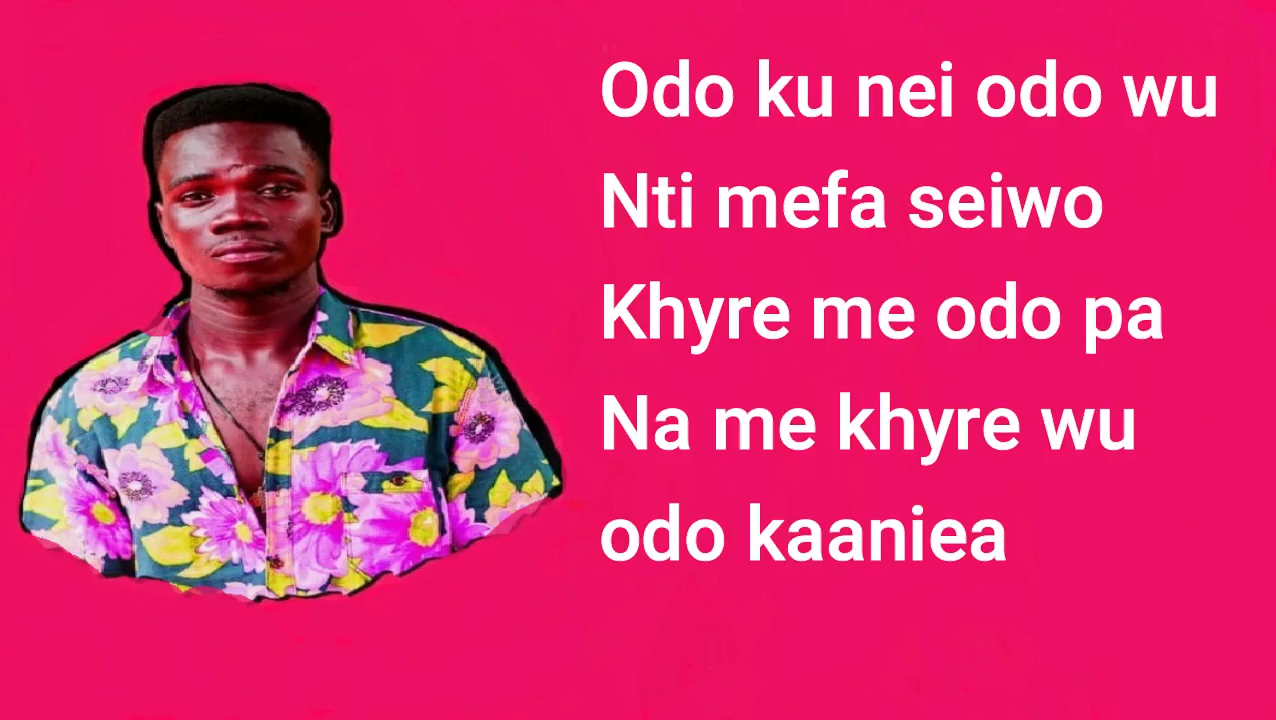 Odo ku nei odo wu
Nti mefa seiwo
Khyre me odo pa
Na me khyre wu
odo kaaniea